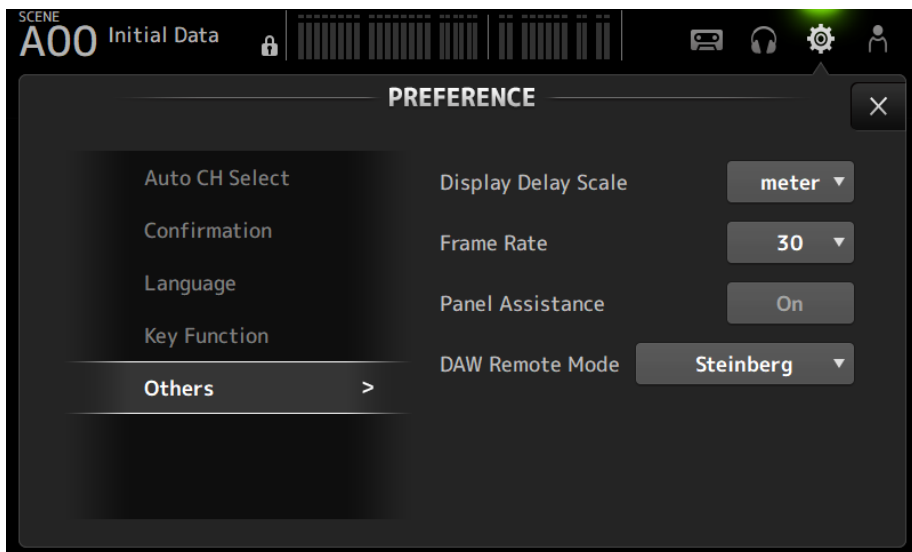 SCENE
A00 Initial Data
PREFERENCE
Auto CH Select
Confirmation
Language
Key Function
Others >
Display Delay Scale meter
Frame Rate 30
Panel Assistance On
DAW Remote Mode Steinberg